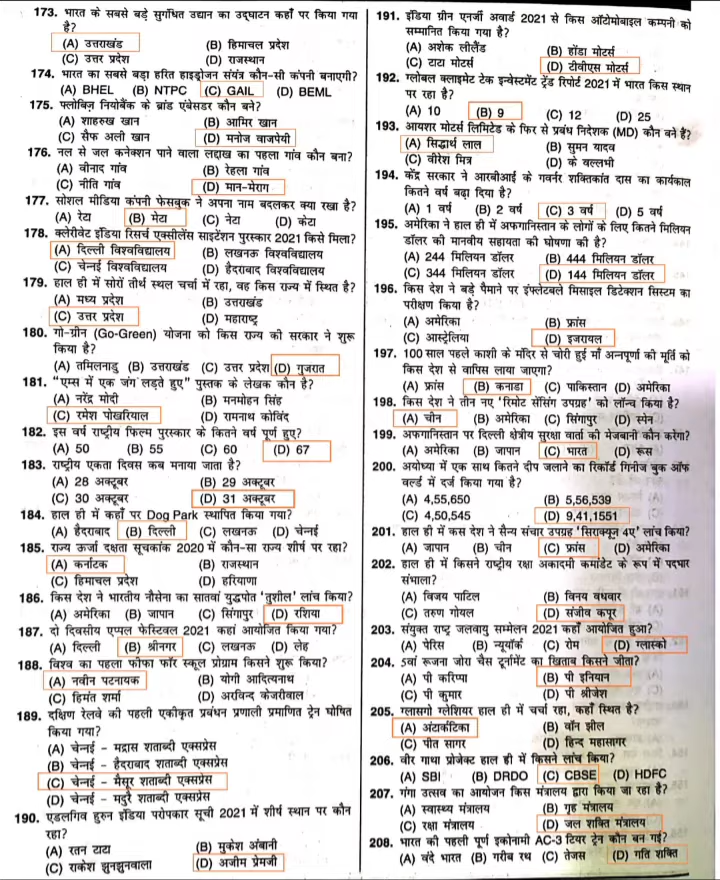 173. भारत के सबसे बड़े सुगंधित उद्यान का उद्घाटन कहाँ पर किया गया
है?
(A) उत्तराखंड (B) हिमाचल प्रदेश
(C) उत्तर प्रदेश (D) राजस्थान
174. भारत का सबसे बड़ा हरित हाइड्रोजन संयंत्र कौन-सी कंपनी बनाएगी?
(A) BHEL (B) NTPC (C) GAIL (D) BEML
175. फ्लोबिज़ नियोबैंक के ब्रांड एंबेसडर कौन बने?
(A) शाहरुख खान (B) आमिर खान
(C) सैफ अली खान (D) मनोज वाजपेयी
176. नल से जल कनेक्शन पाने वाला लद्दाख का पहला गांव कौन बना?
(A) वीनाद गांव (B) रेहला गांव
(C) नीति गांव (D) मान-मेराग
177. सोशल मीडिया कंपनी फेसबुक ने अपना नाम बदलकर क्या रखा है?
(A) रेटा (B) मेटा (C) नेटा (D) केटा
178. क्लेरीवेट इंडिया रिसर्च एक्सीलेंस साइटेंशन पुरस्कार 2021 किसे मिला?
(A) दिल्ली विश्वविद्यालय (B) लखनऊ विश्वविद्यालय
(C) चेन्नई विश्वविद्यालय (D) हैदराबाद विश्वविद्यालय
179. हाल ही में सोरों तीर्थ स्थल चर्चा में रहा, वह किस राज्य में स्थित है?
(A) मध्य प्रदेश (B) उत्तराखंड
(C) उत्तर प्रदेश (D) महाराष्ट्र
180. गो-ग्रीन (Go-Green) योजना को किस राज्य की सरकार ने शुरू
किया है?
(A) तमिलनाडु (B) उत्तराखंड (C) उत्तर प्रदेश (D) गुजरात
181. "एम्स में एक जंग लड़ते हुए" पुस्तक के लेखक कौन है?
(A) नरेंद्र मोदी (B) मनमोहन सिंह
(C) रमेश पोखरियाल (D) रामनाथ कोविंद
182. इस वर्ष राष्ट्रीय फिल्म पुरस्कार के कितने वर्ष पूर्ण हुए?
(A) 50 (B) 55 (C) 60 (D) 67
183. राष्ट्रीय एकता दिवस कब मनाया जाता है?
(A) 28 अक्टूबर (B) 29 अक्टूबर
(C) 30 अक्टूबर (D) 31 अक्टूबर
184. हाल ही में कहाँ पर Dog Park स्थापित किया गया?
(A) हैदराबाद (B) दिल्ली (C) लखनऊ (D) चेन्नई
185. राज्य ऊर्जा दक्षता सूचकांक 2020 में कौन-सा राज्य शीर्ष पर रहा?
(A) कर्नाटक (B) राजस्थान
(C) हिमाचल प्रदेश (D) हरियाणा
186. किस देश ने भारतीय नौसेना का सातवां युद्धपोत 'तुशील' लांच किया?
(A) अमेरिका (B) जापान (C) सिंगापुर (D) रशिया
187. दो दिवसीय एप्पल फेस्टिवल 2021 कहां आयोजित किया गया?
(A) दिल्ली (B) श्रीनगर (C) लखनऊ (D) लेह
188. विश्व का पहला फीफा फॉर स्कूल प्रोग्राम किसने शुरू किया?
(A) नवीन पटनायक (B) योगी आदित्यनाथ
(C) हिमंत शर्मा (D) अरविन्द केजरीवाल
189. दक्षिण रेलवे की पहली एकीकृत प्रबंधन प्रणाली प्रमाणित ट्रेन घोषित
किया गया?
(A) चेन्नई – मद्रास शताब्दी एक्सप्रेस
(B) चेन्नई – हैदराबाद शताब्दी एक्सप्रेस
(C) चेन्नई – मैसूर शताब्दी एक्सप्रेस
(D) चेन्नई – मदुरै शताब्दी एक्सप्रेस
190. एडलगिव हुरुन इंडिया परोपकार सूची 2021 में शीर्ष स्थान पर कौन
रहा?
(A) रतन टाटा (B) मुकेश अंबानी
(C) राकेश झुनझुनवाला (D) अजीम प्रेमजी
191. इंडिया ग्रीन एनर्जी अवार्ड 2021 से किस ऑटोमोबाइल कम्पनी को
सम्मानित किया गया है?
(A) अशोक लीलैंड (B) होंडा मोटर्स
(C) टाटा मोटर्स (D) टीवीएस मोटर्स
192. ग्लोबल क्लाइमेट टेक इन्वेस्टमेंट ट्रेंड रिपोर्ट 2021 में भारत किस स्थान
पर रहा है?
(A) 10 (B) 9 (C) 12 (D) 25
193. आयशर मोटर्स लिमिटेड के फिर से प्रबंध निदेशक (MD) कौन बने हैं?
(A) सिद्धार्थ लाल (B) सुमन यादव
(C) वीरेश मित्र (D) के वल्लभी
194. केंद्र सरकार ने आरबीआई के गवर्नर शक्तिकांत दास का कार्यकाल
कितने वर्ष बढ़ा दिया है?
(A) 1 वर्ष (B) 2 वर्ष (C) 3 वर्ष (D) 5 वर्ष
195. अमेरिका ने हाल ही में अफगानिस्तान के लोगों के लिए कितने मिलियन
डॉलर की मानवीय सहायता की घोषणा की है?
(A) 244 मिलियन डॉलर (B) 444 मिलियन डॉलर
(C) 344 मिलियन डॉलर (D) 144 मिलियन डॉलर
196. किस देश ने बड़े पैमाने पर इंफ्लेटबले मिसाइल डिटेक्शन सिस्टम का
परीक्षण किया है?
(A) अमेरिका (B) फ्रांस
(C) आस्ट्रेलिया (D) इजरायल
197. 100 साल पहले काशी के मंदिर से चोरी हुई माँ अन्नपूर्णा की मूर्ति को
किस देश से वापिस लाया जाएगा?
(A) फ्रांस (B) कनाडा (C) पाकिस्तान (D) अमेरिका
198. किस देश ने तीन नए 'रिमोट सेंसिंग उपग्रह' को लॉन्च किया है?
(A) चीन (B) अमेरिका (C) सिंगापुर (D) स्पेन
199. अफगानिस्तान पर दिल्ली क्षेत्रीय सुरक्षा वार्ता की मेजबानी कौन करेगा?
(A) अमेरिका (B) जापान (C) भारत (D) रूस
200. अयोध्या में एक साथ कितने दीप जलाने का रिकॉर्ड गिनीज बुक ऑफ
वर्ल्ड में दर्ज किया गया है?
(A) 4,55,650 (B) 5,56,539
(C) 4,50,545 (D) 9,41,1551
201. हाल ही में कस देश ने सैन्य संचार उपग्रह 'सिराक्यूज 4ए' लांच किया?
(A) जापान (B) चीन (C) फ्रांस (D) अमेरिका
202. हाल ही में किसने राष्ट्रीय रक्षा अकादमी कमांडेट के रूप में पदभार
संभाला?
(A) विजय पाटिल (B) विनय वधवार
(C) तरुण गोयल (D) संजीव कपूर
203. संयुक्त राष्ट्र जलवायु सम्मेलन 2021 कहाँ आयोजित हुआ?
(A) पेरिस (B) न्यूयॉर्क (C) रोम (D) ग्लास्को
204. 5वां रूजना जोरा चैस टूर्नामेंट का खिताब किसने जीता?
(A) पी करिप्पा (B) पी इनियान
(C) पी कुमार (D) पी श्रीजेश
205. ग्लासगो ग्लेशियर हाल ही में चर्चा रहा, कहाँ स्थित है?
(A) अंटार्कटिका (B) वॉन झील
(C) पीत सागर (D) हिन्द महासागर
206. वीर गाथा प्रोजेक्ट हाल ही में किसने लांच किया?
(A) SBI (B) DRDO (C) CBSE (D) HDFC
207. गंगा उत्सव का आयोजन किस मंत्रालय द्वारा किया जा रहा है?
(A) स्वास्थ्य मंत्रालय (B) गृह मंत्रालय
(C) रक्षा मंत्रालय (D) जल शक्ति मंत्रालय
208. भारत की पहली पूर्ण इकोनामी AC-3 टियर ट्रेन कौन बन गई?
(A) वंदे भारत (B) गरीब रथ (C) तेजस (D) गति शक्ति